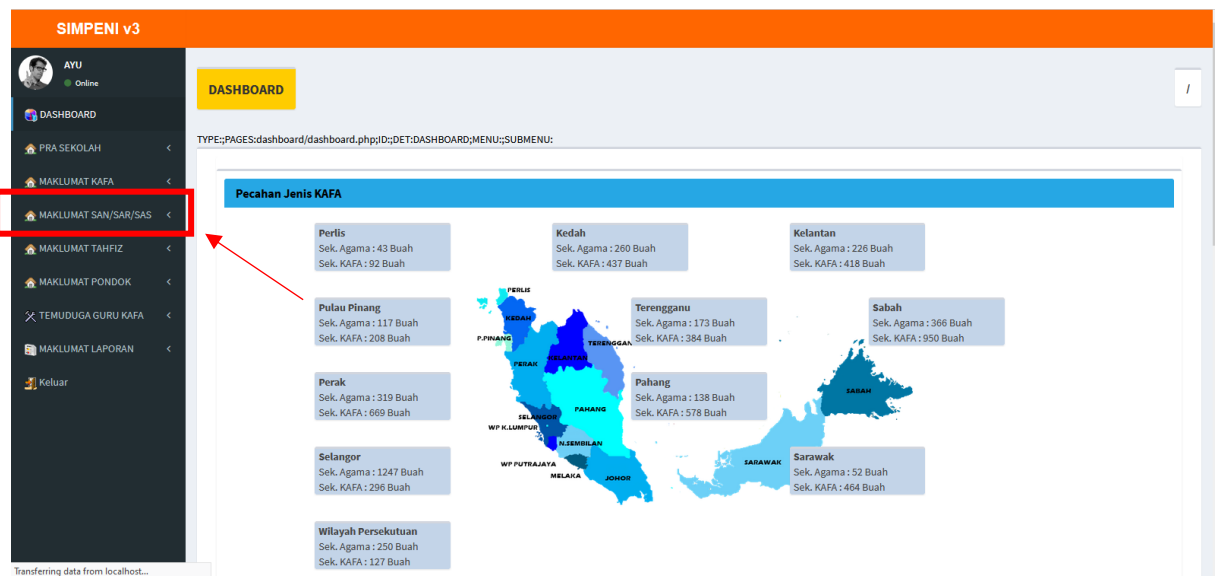 SIMPENI v3
AYU
Online
DASHBOARD
PRA SEKOLAH
MAKLUMAT KAFA
MAKLUMAT SAN/SAR/SAS
MAKLUMAT TAHFIZ
MAKLUMAT PONDOK
TEMUDUGA GURU KAFA
MAKLUMAT LAPORAN
Keluar
Transferring data from localhost...
DASHBOARD
/
TYPE:;PAGES:dashboard/dashboard.php;ID:;DET:DASHBOARD;MENU:;SUBMENU:
Pecahan Jenis KAFA
Perlis
Sek. Agama : 43 Buah
Sek. KAFA : 92 Buah
Kedah
Sek. Agama : 260 Buah
Sek. KAFA : 437 Buah
Kelantan
Sek. Agama : 226 Buah
Sek. KAFA : 418 Buah
Pulau Pinang
Sek. Agama : 117 Buah
Sek. KAFA : 208 Buah
Terengganu
Sek. Agama : 173 Buah
Sek. KAFA : 384 Buah
Sabah
Sek. Agama : 366 Buah
Sek. KAFA : 950 Buah
Perak
Sek. Agama : 319 Buah
Sek. KAFA : 669 Buah
Pahang
Sek. Agama : 138 Buah
Sek. KAFA : 578 Buah
Selangor
Sek. Agama : 1247 Buah
Sek. KAFA : 296 Buah
Sarawak
Sek. Agama : 52 Buah
Sek. KAFA : 464 Buah
Wilayah Persekutuan
Sek. Agama : 250 Buah
Sek. KAFA : 127 Buah
PERLIS
KEDAH
P.PINANG
TERENGGAN
KELANTAN
PERAK
PAHANG
SELANGOR
WP K.LUMPUR
N.SEMBILAN
WP PUTRAJAYA
MELAKA
JOHOR
SABAH
SARAWAK